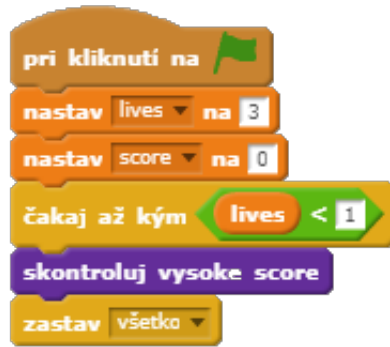 pri kliknutí na
nastav lives na 3
nastav score na 0
čakaj až kým lives < 1
skontroluj vysoke score
zastav všetko